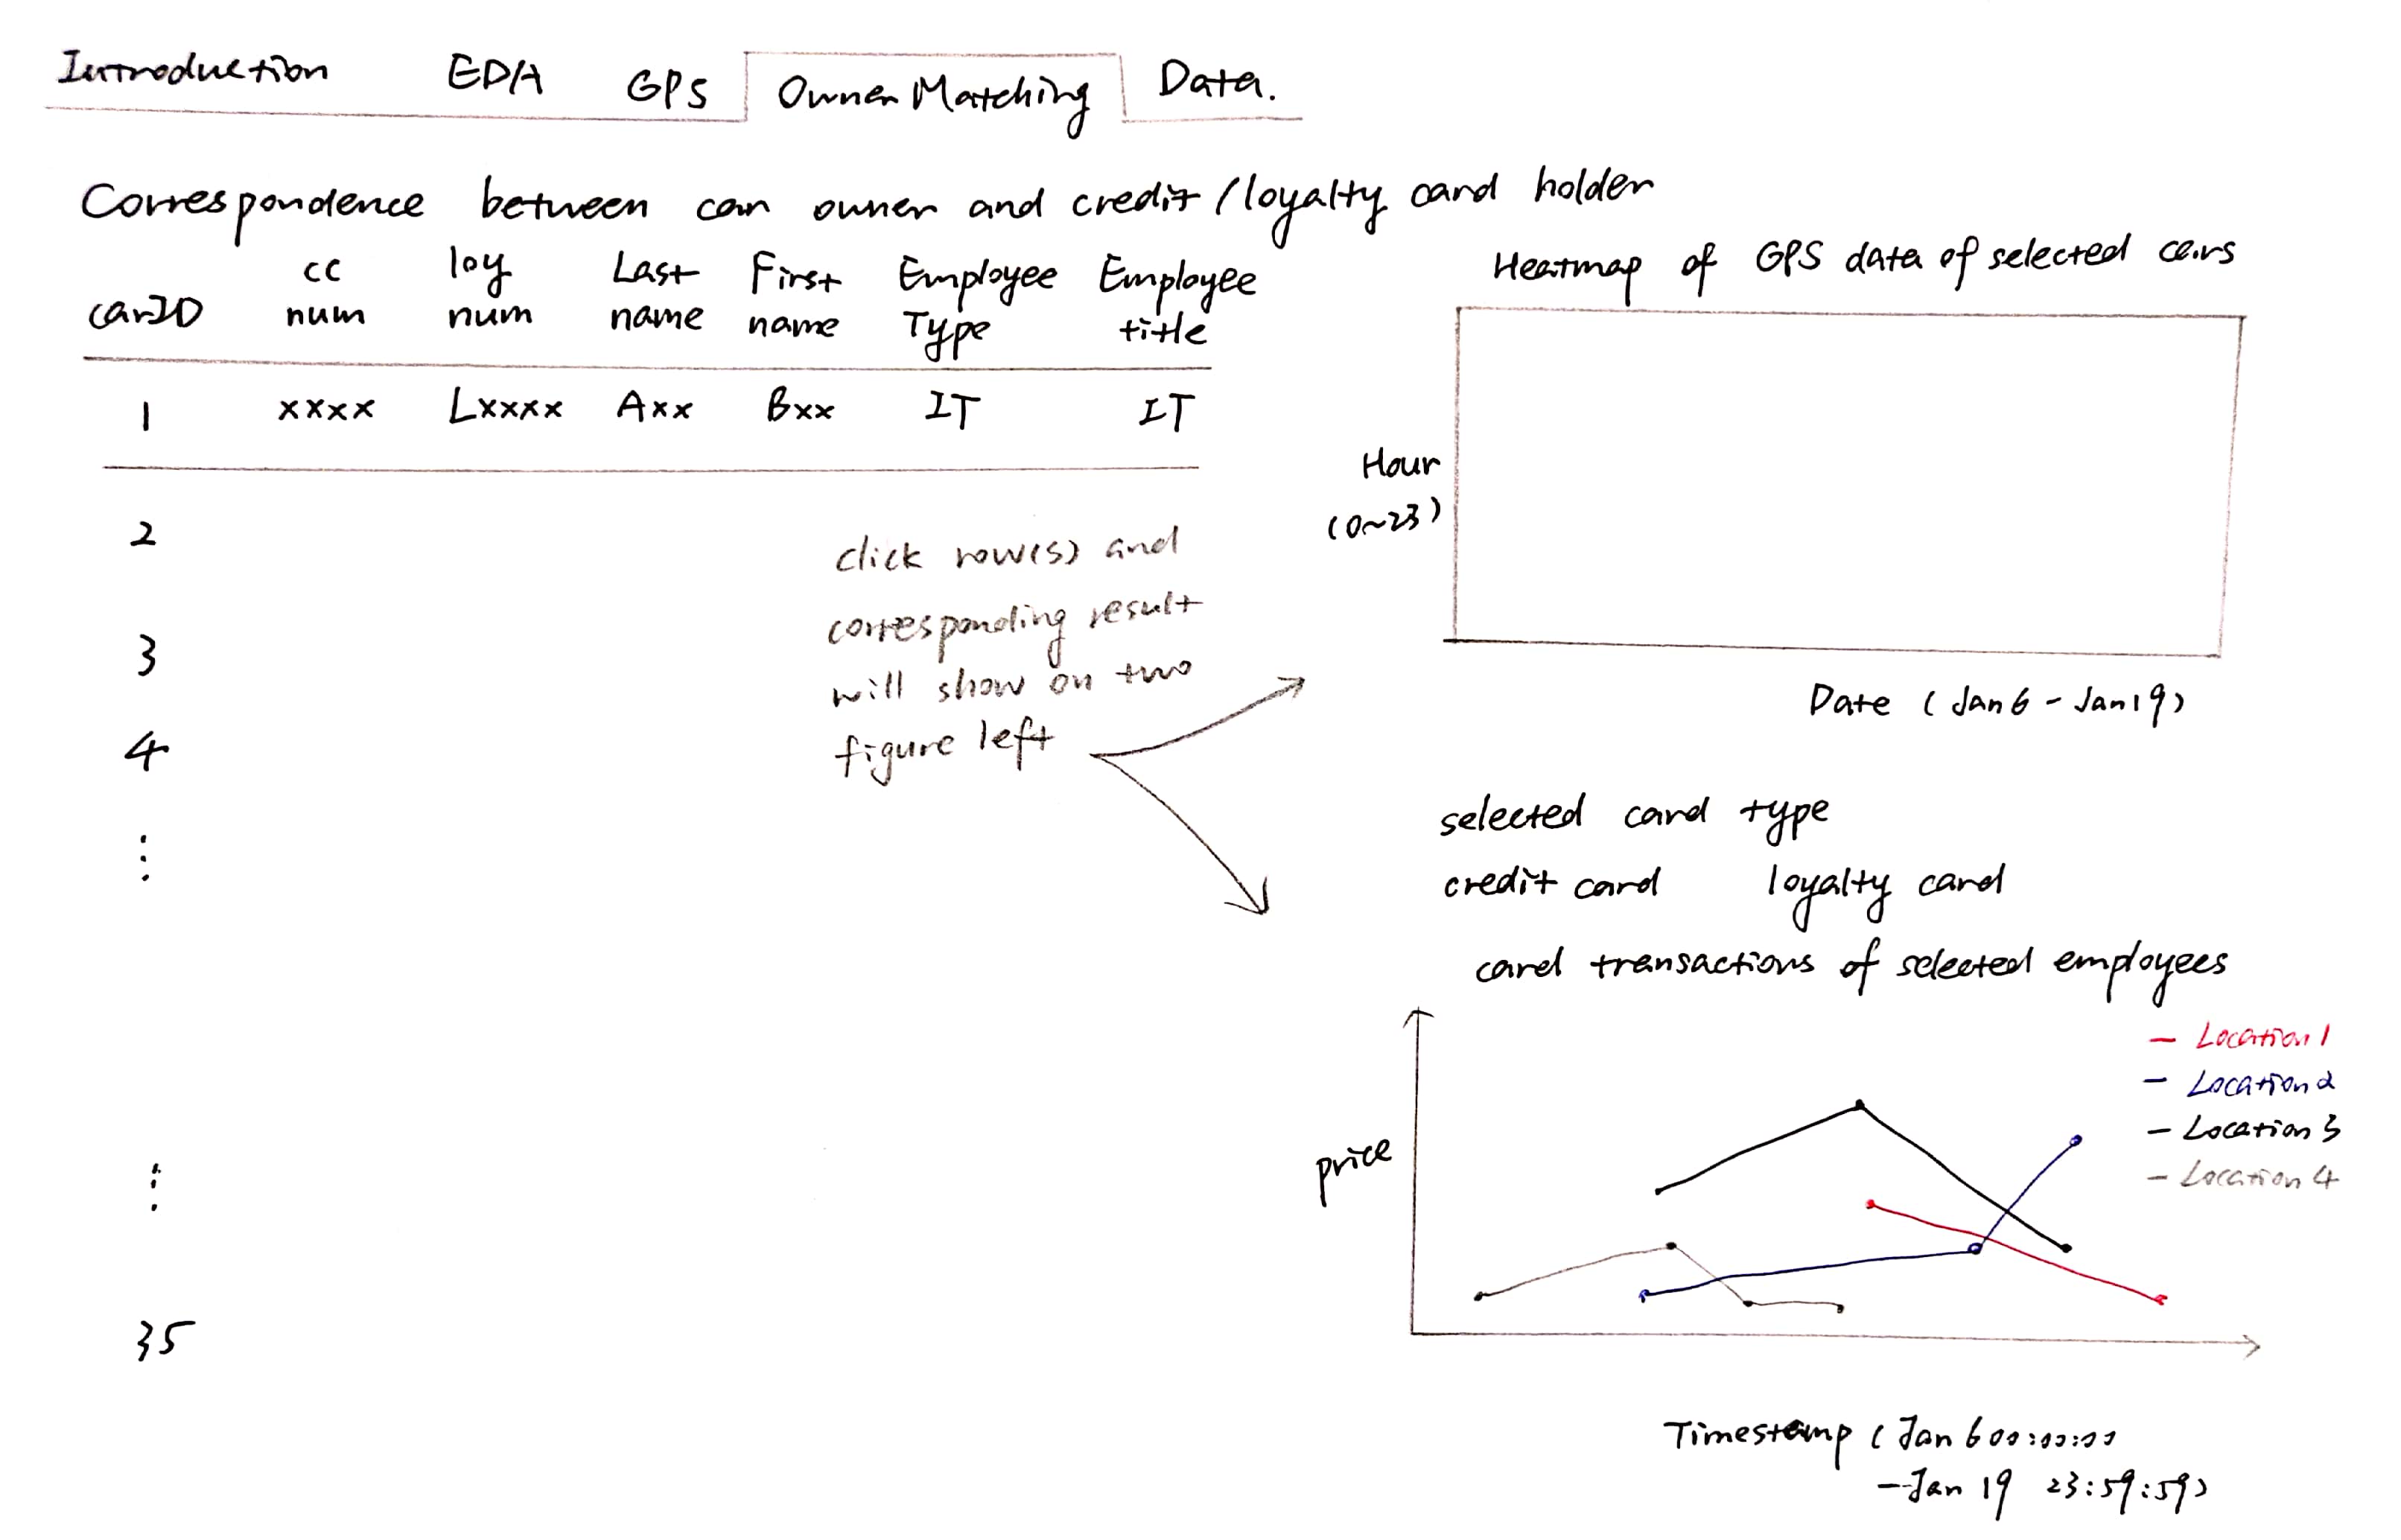 Introduction EDA GPS Owner Matching Data.
Correspondence between car owner and credit/loyalty card holder
carID cc num loy num Last name First name Employee Type Employee title
1 xxxx Lxxxx Axx Bxx IT IT
2
3
4
35
click row(s) and
corresponding result
will show on two
figure left
Heatmap of GPS data of selected cars
Hour
(0~23)
Date (Jan 6 - Jan 19)
selected card type
credit card loyalty card
card transactions of selected employees
- Location 1
- Location 2
- Location 3
- Location 4
price
Timestamp (Jan 6 00:00:00
-Jan 19 23:59:59)